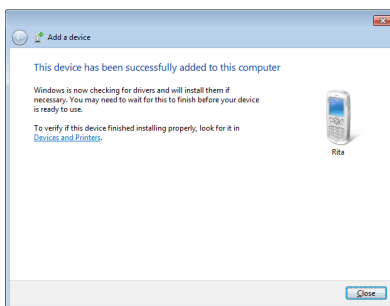 Add a device
This device has been successfully added to this computer
Windows is now checking for drivers and will install them if
necessary. You may need to wait for this to finish before your device
is ready to use.
To verify if this device finished installing properly, look for it in
Devices and Printers.
Rita
Close